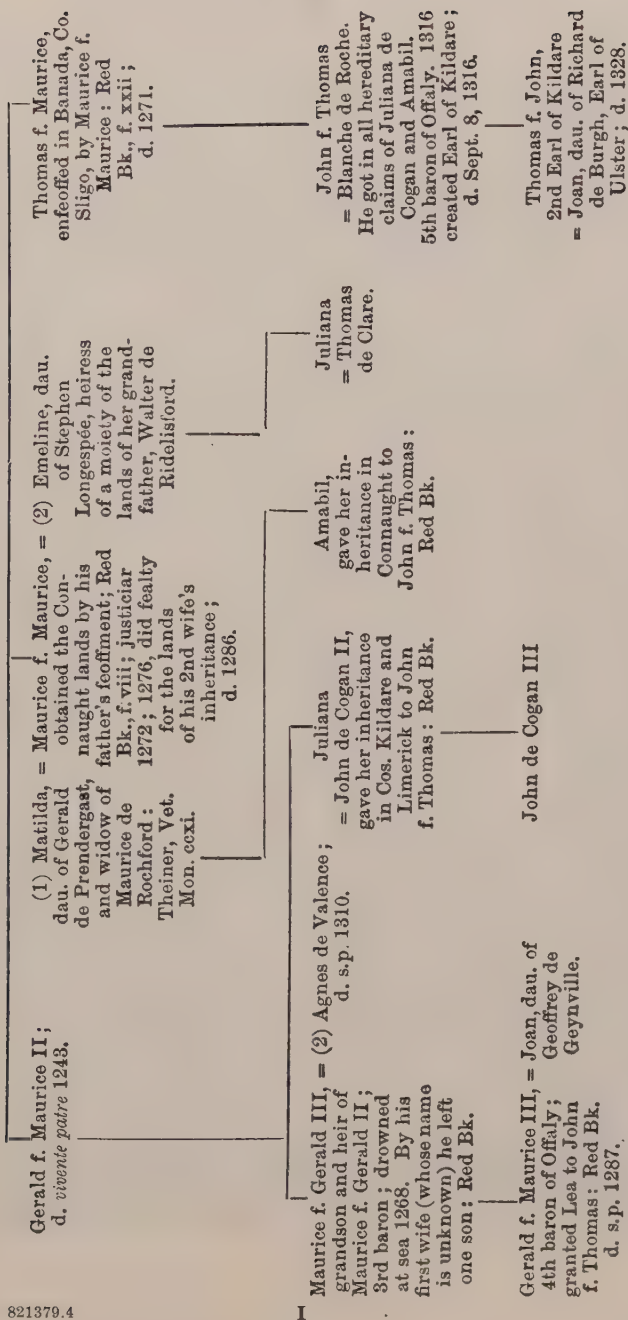 Gerald f. Maurice II;
d. vivente patre 1243.
(1) Matilda,
dau. of Gerald
de Prendergast,
and widow of
Maurice de
Rochford :
Theiner, Vet.
Mon. ccxi.
= Maurice f. Maurice,
obtained the Con-
naught lands by his
father's feoffment; Red
Bk., f. viii; justiciar
1272; 1276, did fealty
for the lands
of his 2nd wife's
inheritance;
d. 1286.
= (2) Emeline, dau.
of Stephen
Longespée, heiress
of a moiety of the
lands of her grand-
father, Walter de
Ridelisford.
Thomas f. Maurice,
enfeoffed in Banada, Co.
Sligo, by Maurice f.
Maurice : Red
Bk., f. xxii ;
d. 1271.
Maurice f. Gerald III,
grandson and heir of
Maurice f. Gerald II ;
3rd baron ; drowned
at sea 1268. By his
first wife (whose name
is unknown) he left
one son : Red Bk.
= (2) Agnes de Valence ;
d. s.p. 1310.
Juliana
= John de Cogan II,
gave her inheritance
in Cos. Kildare and
Limerick to John
f. Thomas : Red Bk.
Amabil,
gave her in-
heritance in
Connaught to
John f. Thomas :
Red Bk.
Juliana
= Thomas
de Clare.
John f. Thomas
= Blanche de Roche.
He got in all hereditary
claims of Juliana de
Cogan and Amabil.
5th baron of Offaly. 1316
created Earl of Kildare ;
d. Sept. 8, 1316.
Gerald f. Maurice III,
4th baron of Offaly ;
granted Lea to John
f. Thomas : Red Bk.
d. s.p. 1287.
= Joan, dau. of
Geoffrey de
Geynville.
John de Cogan III
Thomas f. John,
2nd Earl of Kildare
= Joan, dau. of Richard
de Burgh, Earl of
Ulster ; d. 1328.
821379.4
I